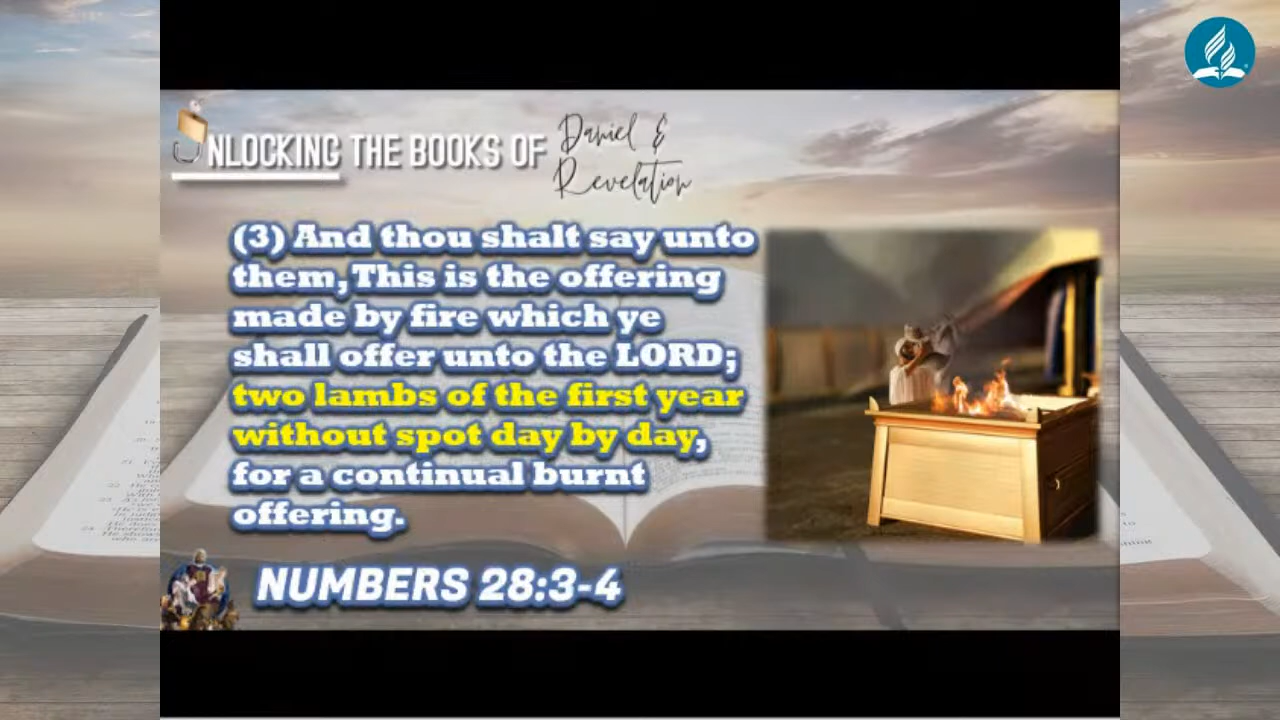 UNLOCKING THE BOOKS OF Daniel &
Revelation
(3) And thou shalt say unto
them, This is the offering
made by fire which ye
shall offer unto the LORD;
two lambs of the first year
without spot day by day,
for a continual burnt
offering.
NUMBERS 28:3-4